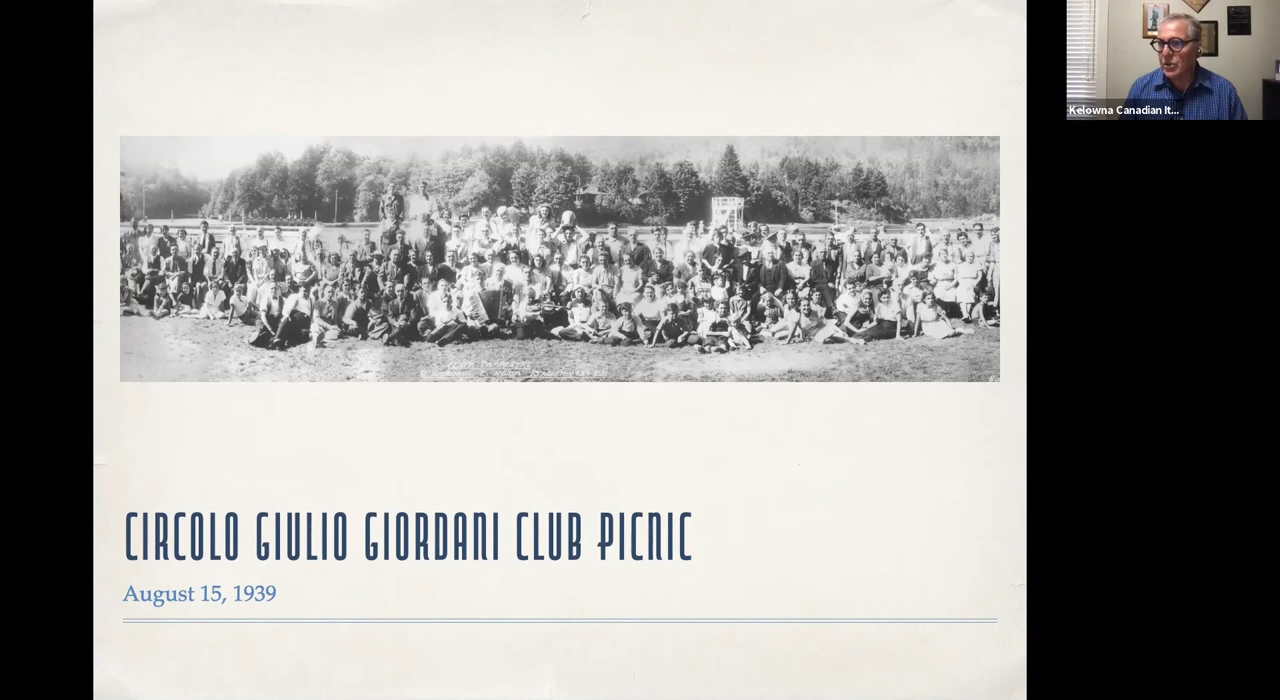 CIRCOLO GIULIO GIORDANI CLUB PICNIC
August 15, 1939
Kelowna Canadian It...